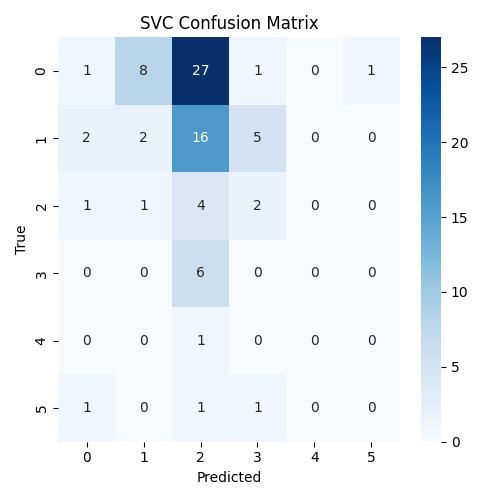 SVC Confusion Matrix
True
0 1 8 27 1 0 1
1 2 2 16 5 0 0
2 1 1 4 2 0 0
3 0 0 6 0 0 0
4 0 0 1 0 0 0
5 1 0 1 1 0 0
0 1 2 3 4 5
Predicted
25
20
15
10
5
0